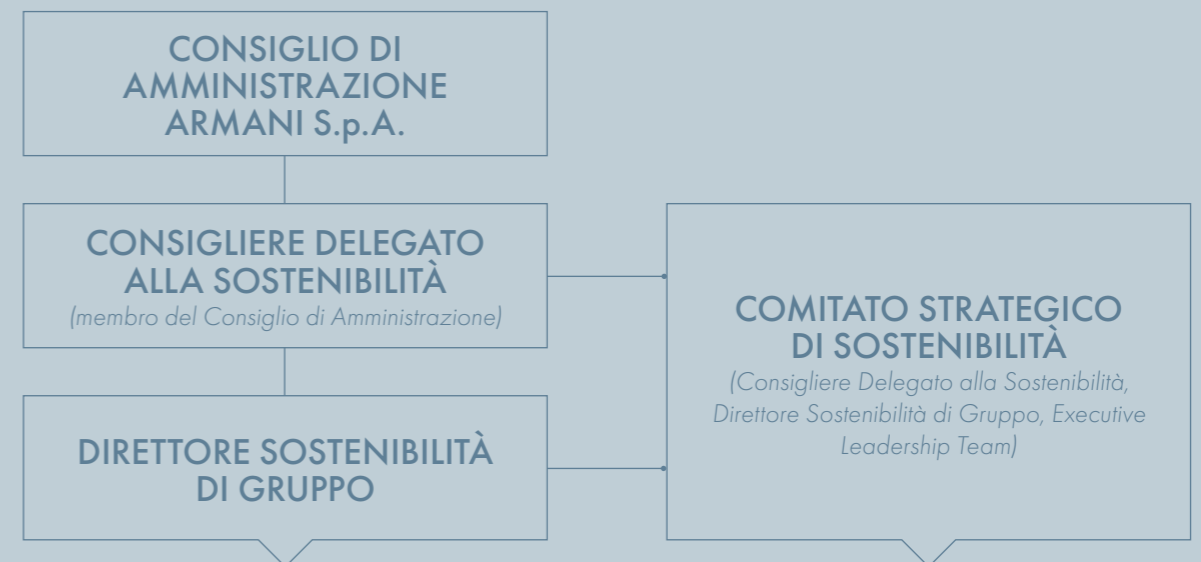 CONSIGLIO DI
AMMINISTRAZIONE
ARMANI S.p.A.
CONSIGLIERE DELEGATO
ALLA SOSTENIBILITÀ
(membro del Consiglio di Amministrazione)
DIRETTORE SOSTENIBILITÀ
DI GRUPPO
COMITATO STRATEGICO
DI SOSTENIBILITÀ
(Consigliere Delegato alla Sostenibilità,
Direttore Sostenibilità di Gruppo, Executive
Leadership Team)